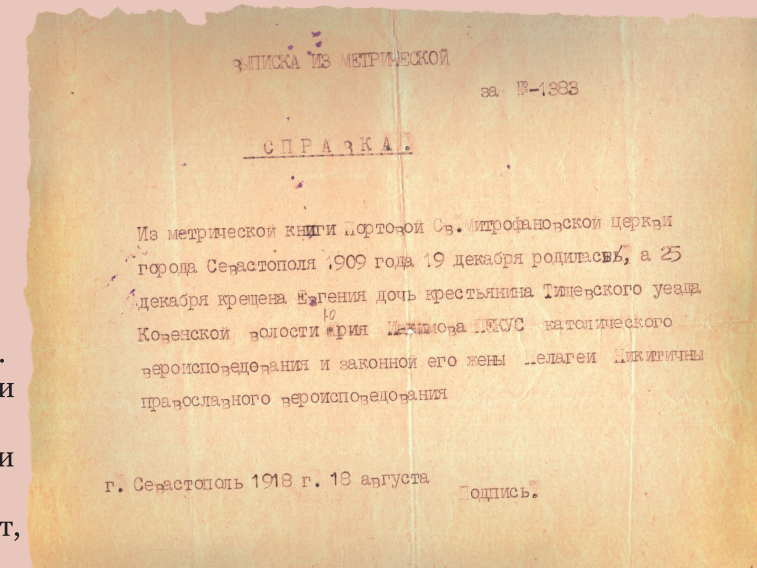 ВЫПИСКА ИЗ МЕТРИЧЕСКОЙ
за №-1383
СПРАВКА.
Из метрической книги Портовой Св.Митрофановской церкви
города Севастополя 1909 года 19 декабря родилась, а 25
декабря крещена Евгения дочь крестьянина Тишевского уезда
Ковенской волости Юрия ПЕКУС католического
вероисповедования и законной его жены Пелагеи Никитичны
православного вероисповедования
г. Севастополь 1918 г. 18 августа
Подпись.
и
и
т,